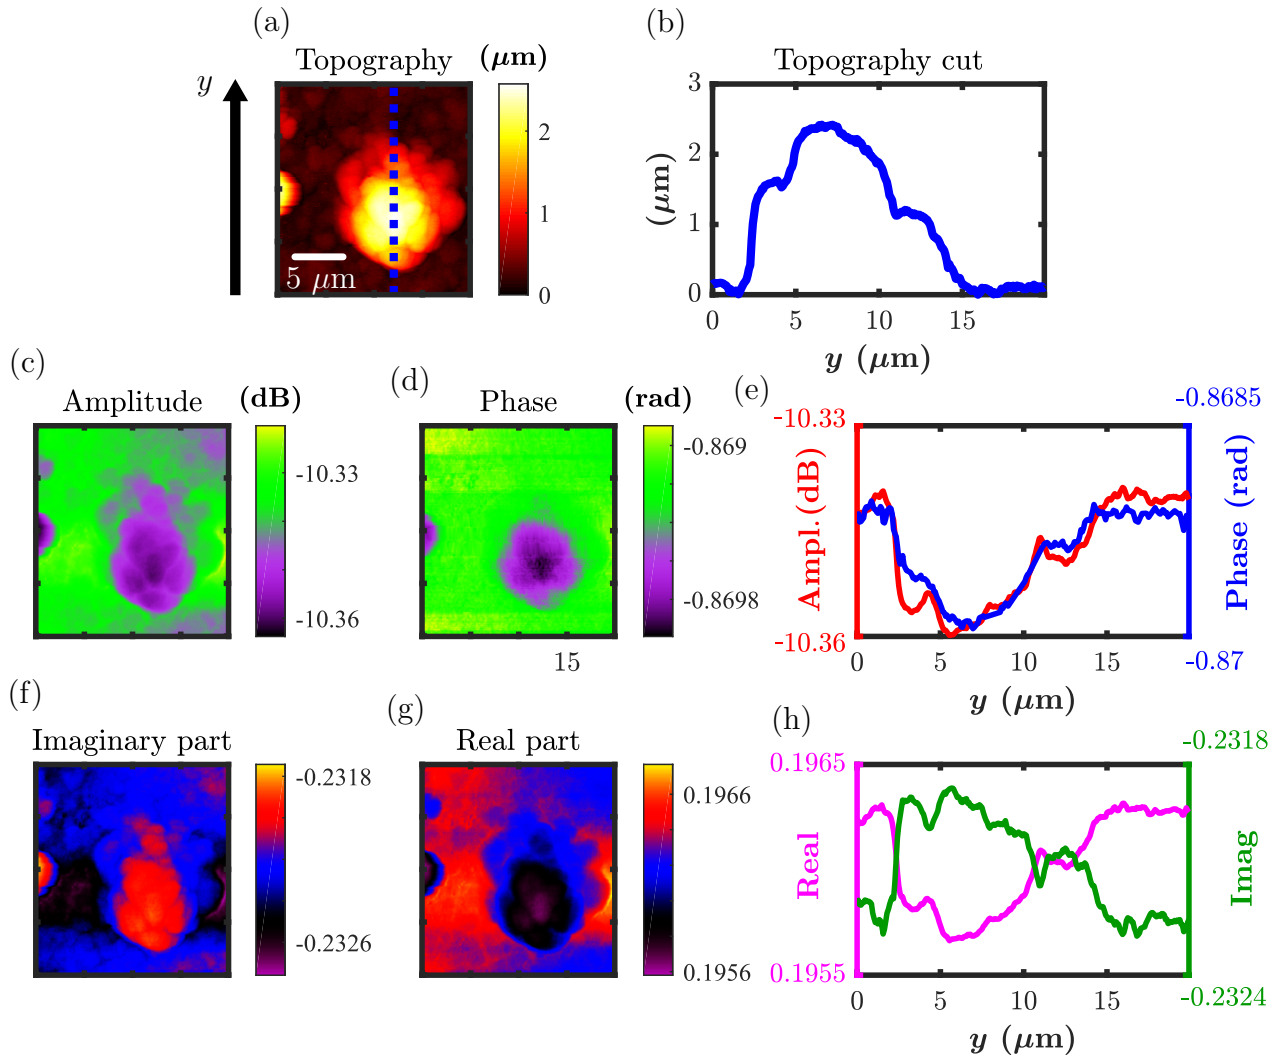 (a)
(b)
Topography (μm)
Topography cut
y
2
1
0
5 μm
(μm)
3
2
1
0
0 5 10 15
y (μm)
(c)
(d)
(e)
Amplitude (dB)
Phase (rad)
-10.33
-10.36
-0.869
-0.8698
15
-10.33
-10.36
Ampl.(dB)
-0.8685
-0.87
Phase (rad)
0 5 10 15
y (μm)
(f)
(g)
(h)
Imaginary part
Real part
-0.2318
-0.2326
0.1966
0.1956
0.1965
0.1955
Real
-0.2318
-0.2324
Imag
0 5 10 15
y (μm)